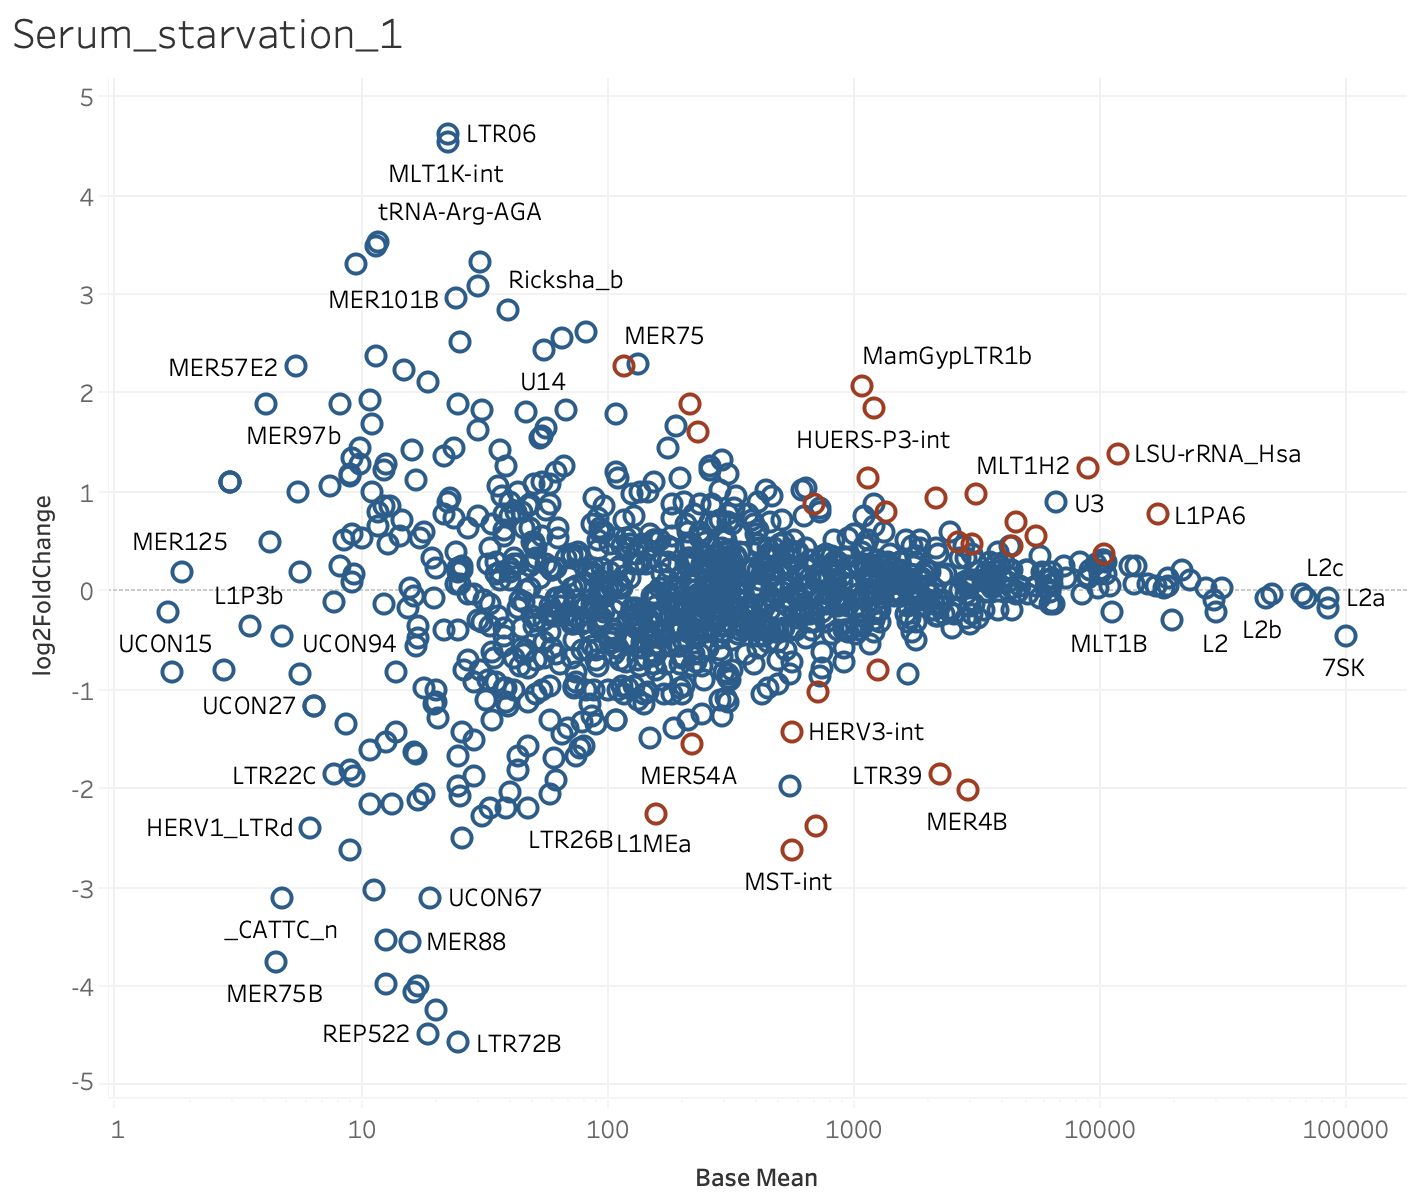 Serum_starvation_1
5
LTR06
MLT1K-int
4
tRNA-Arg-AGA
Ricksha_b
3
MER101B
MER75
MamGypLTR1b
MER57E2
2
U14
MER97b
HUERS-P3-int
LSU-rRNA_Hsa
MLT1H2
1
U3
L1PA6
MER125
L2c
0
L1P3b
L2a
UCON15
UCON94
MLT1B
L2
L2b
7SK
-1
UCON27
HERV3-int
LTR22C
MER54A
LTR39
-2
HERV1_LTRd
MER4B
LTR26B
L1MEa
MST-int
-3
UCON67
_CATTC_n
MER88
-4
MER75B
REP522
LTR72B
-5
log2FoldChange
1
10
100
1000
10000
100000
Base Mean